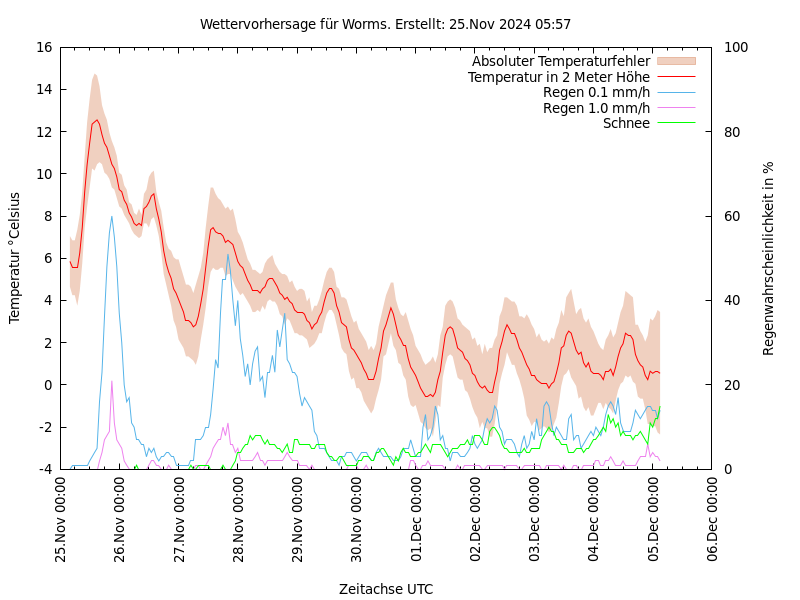 Wettervorhersage für Worms. Erstellt: 25.Nov 2024 05:57
Absoluter Temperaturfehler
Temperatur in 2 Meter Höhe
Regen 0.1 mm/h
Regen 1.0 mm/h
Schnee
Temperatur °Celsius
16
14
12
10
8
6
4
2
0
-2
-4
100
80
60
40
20
0
Regenwahrscheinlichkeit in %
25.Nov 00:00
26.Nov 00:00
27.Nov 00:00
28.Nov 00:00
29.Nov 00:00
30.Nov 00:00
01.Dec 00:00
02.Dec 00:00
03.Dec 00:00
04.Dec 00:00
05.Dec 00:00
06.Dec 00:00
Zeitachse UTC